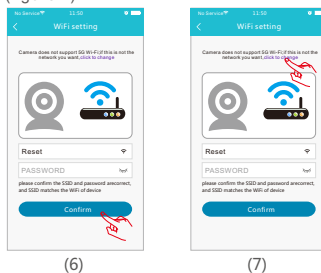 No Service 11:50
WiFi setting
Camera does not support 5G Wi-Fi,if this is not the
network you want,click to change
Reset
PASSWORD
please confirm the SSID and password arecorrect,
and SSID matches the WiFi of device
Confirm
(6)
No Service 11:50
WiFi setting
Camera does not support 5G Wi-Fi,if this is not the
network you want,click to change
Reset
PASSWORD
please confirm the SSID and password arecorrect,
and SSID matches the WiFi of device
Confirm
(7)